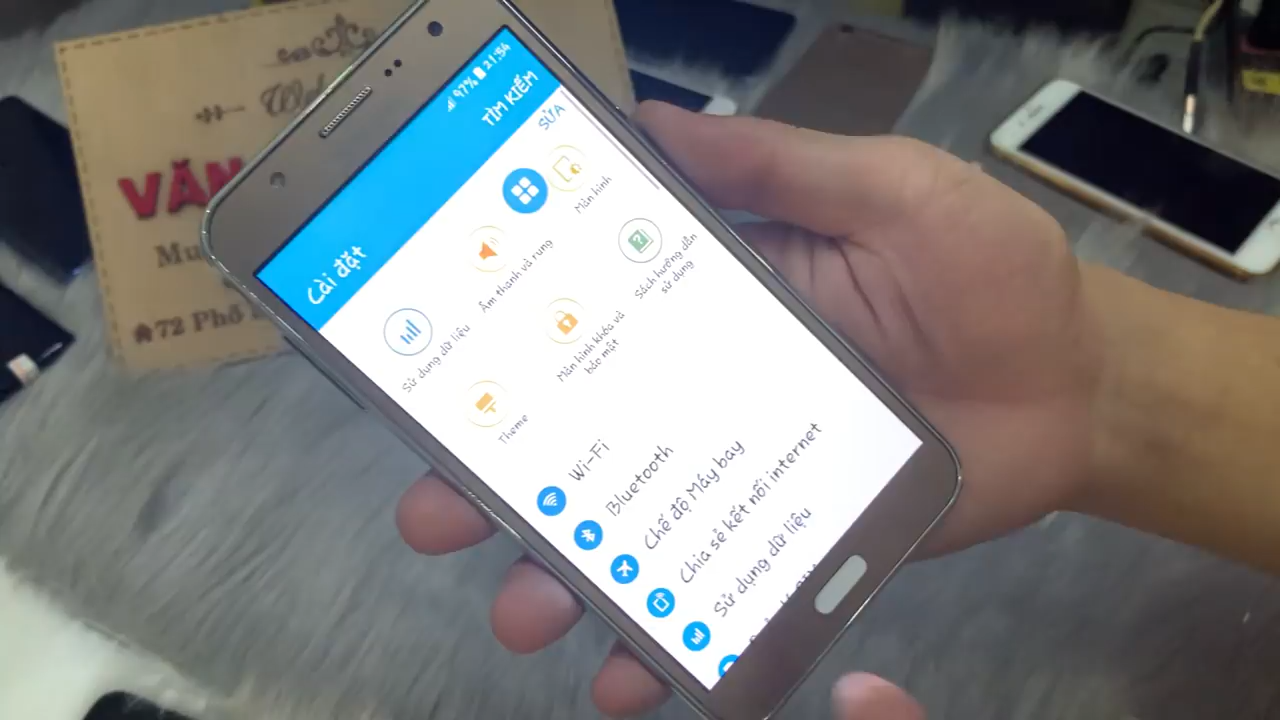 97% 21:54
Cài đặt
TÌM KIẾM
SỬA
Sử dụng dữ liệu
Âm thanh và rung
Màn hình
Theme
Màn hình khóa và
bảo mật
Sách hướng dẫn
sử dụng
Wi-Fi
Bluetooth
Chế độ Máy bay
Chia sẻ kết nối internet
Sử dụng dữ liệu
VĂN
Mu
72 Phố